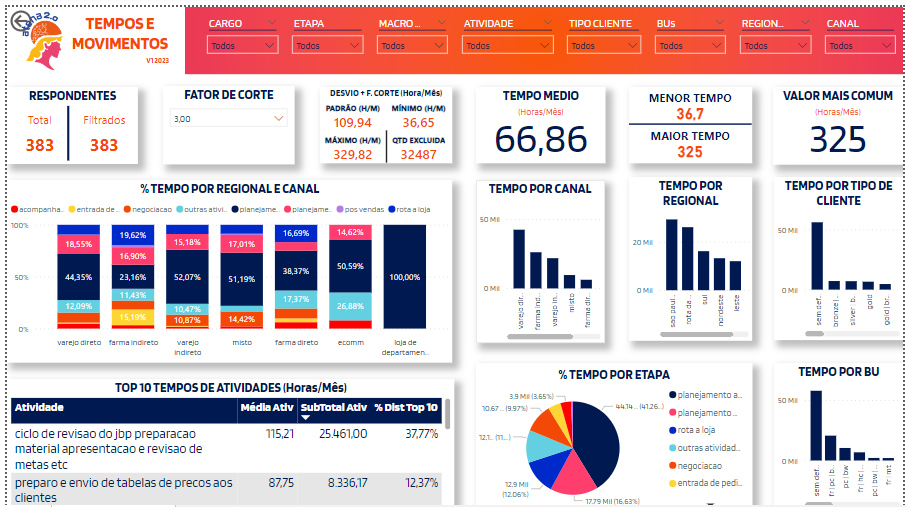 atena 2.0
TEMPOS E
MOVIMENTOS
V1 2023
CARGO
ETAPA
MACRO ...
ATIVIDADE
TIPO CLIENTE
BUs
REGION...
CANAL
Todos
Todos
Todos
Todos
Todos
Todos
Todos
Todos
RESPONDENTES
Total
Filtrados
383
383
FATOR DE CORTE
3,00
DESVIO + F. CORTE (Hora/Mês)
PADRÃO (H/M)
MÍNIMO (H/M)
109,94
36,65
MÁXIMO (H/M)
QTD EXCLUIDA
329,82
32487
TEMPO MEDIO
(Horas/Mês)
66,86
MENOR TEMPO
36,7
MAIOR TEMPO
325
VALOR MAIS COMUM
(Horas/Mês)
325
% TEMPO POR REGIONAL E CANAL
acompanha..
entrada de ..
negociacao
outras ativi..
planejame..
planejame..
pos vendas
rota a loja
100%
50%
0%
18,55%
44,35%
12,09%
19,62%
16,90%
23,16%
11,43%
15,19%
15,18%
52,07%
10,47%
10,87%
17,01%
51,19%
14,42%
16,69%
38,37%
17,37%
14,62%
50,59%
26,88%
100,00%
varejo direto
farma indireto
varejo
indireto
misto
farma direto
ecomm
loja de
departamen...
TEMPO POR CANAL
50 Mil
0 Mil
varejo dir...
farma ind...
varejo in...
misto
farma dir...
TEMPO POR
REGIONAL
20 Mil
0 Mil
sao paul...
rota da...
sul
nordeste
leste
TEMPO POR TIPO DE
CLIENTE
50 Mil
0 Mil
sem def...
bronze|...
silver|b...
gold
gold|br...
TOP 10 TEMPOS DE ATIVIDADES (Horas/Mês)
Atividade
Média Ativ
SubTotal Ativ
% Dist Top 10
ciclo de revisao do jbp preparacao
material apresentacao e revisao de
metas etc
115,21
25.461,00
37,77%
preparo e envio de tabelas de precos aos
clientes
87,75
8.336,17
12,37%
% TEMPO POR ETAPA
3.9 Mil (3.65%)
10.67 ... (9.97%)
12.1... (11,...)
12.9 Mil
(12.06%)
44.14 ... (41.26...)
17.79 Mil (16.63%)
planejamento a...
planejamento ...
rota a loja
outras atividad...
negociacao
entrada de pedi...
TEMPO POR BU
50 Mil
0 Mil
sem def...
fr|pc|b...
pc|bw
fr|hc|...
pc|bw|...
fr|mt